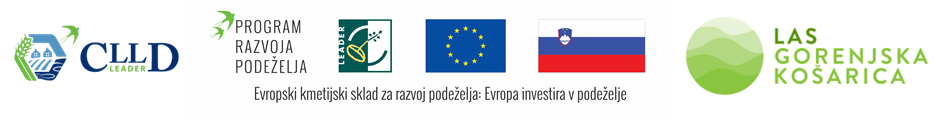 CLLD
LEADER
PROGRAM
RAZVOJA
PODEŽELJA
LEADER
Evropski kmetijski sklad za razvoj podeželja: Evropa investira v podeželje
LAS
GORENJSKA
KOŠARICA